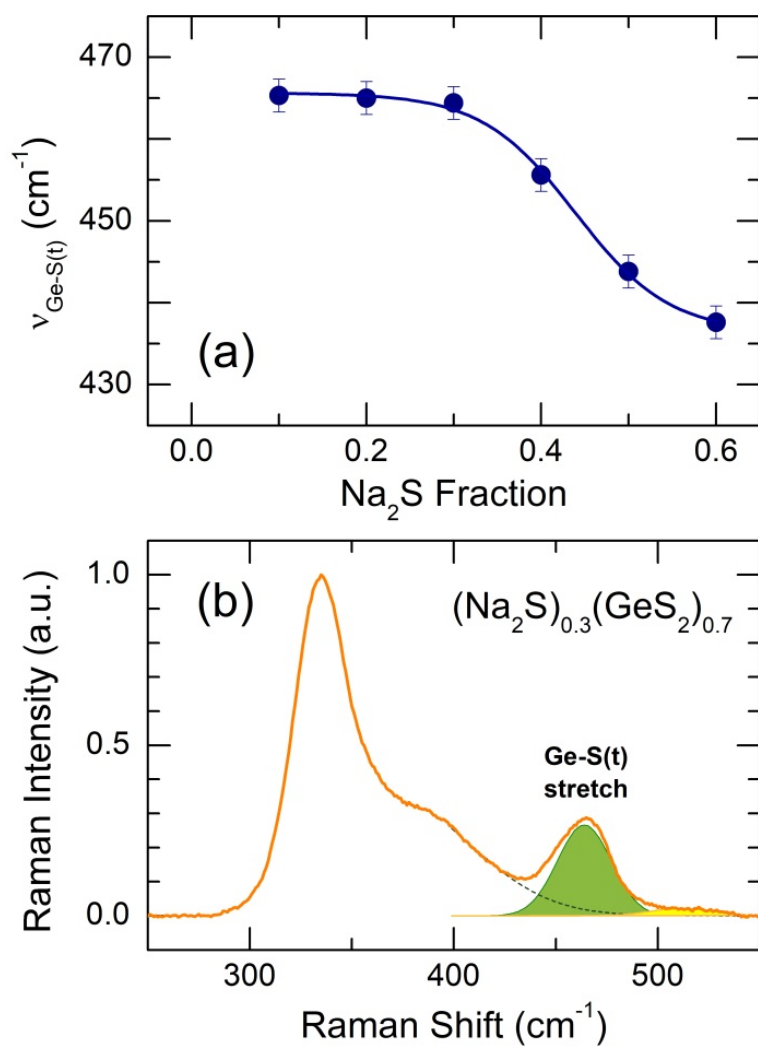 470
450
430
ν_Ge-S(t) (cm⁻¹)
(a)
0.0 0.2 0.4 0.6
Na₂S Fraction
(b)
(Na₂S)₀.₃(GeS₂)₀.₇
1.0
0.5
0.0
Raman Intensity (a.u.)
Ge-S(t)
stretch
300 400 500
Raman Shift (cm⁻¹)